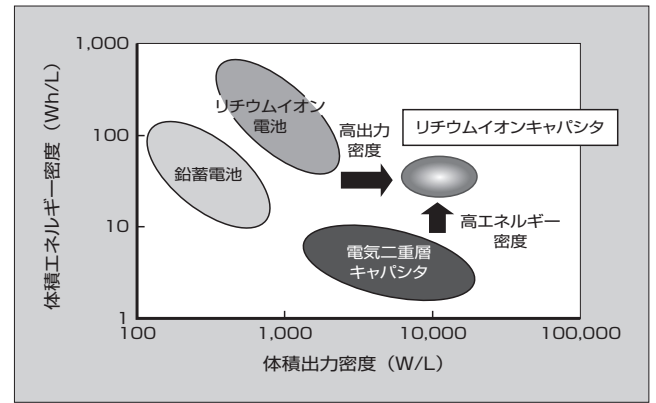 体積エネルギー密度（Wh/L）
1,000
100
10
1
リチウムイオン
電池
鉛蓄電池
高出力
密度
リチウムイオンキャパシタ
高エネルギー
密度
電気二重層
キャパシタ
100
1,000
10,000
100,000
体積出力密度（W/L）